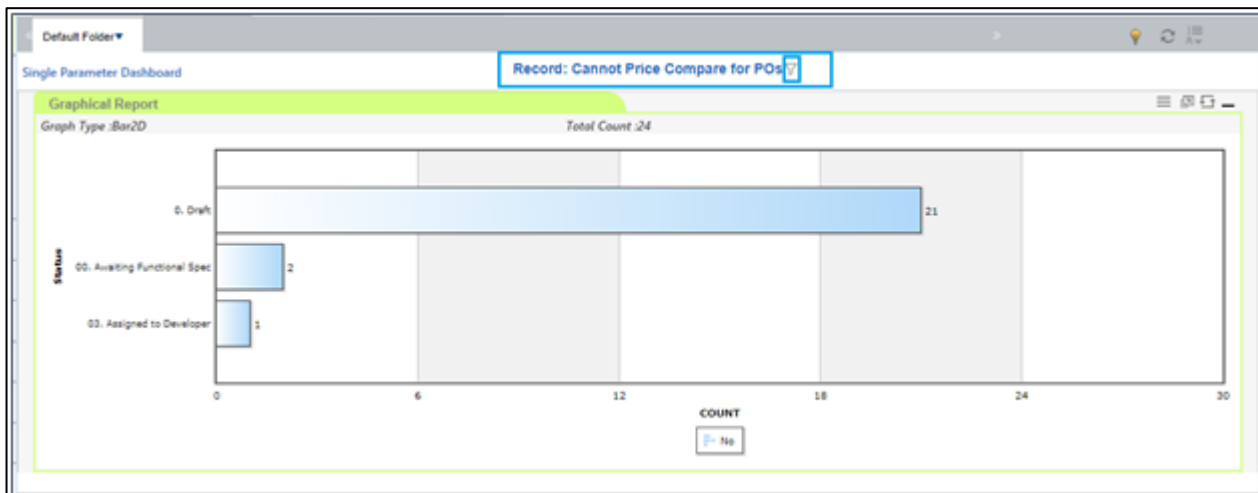 Default Folder▾
Single Parameter Dashboard
Record: Cannot Price Compare for POs
Graphical Report
Graph Type :Bar2D
Total Count :24
0. Draft
21
00. Awaiting Functional Spec
2
03. Assigned to Developer
1
Status
0 6 12 18 24 30
COUNT
No